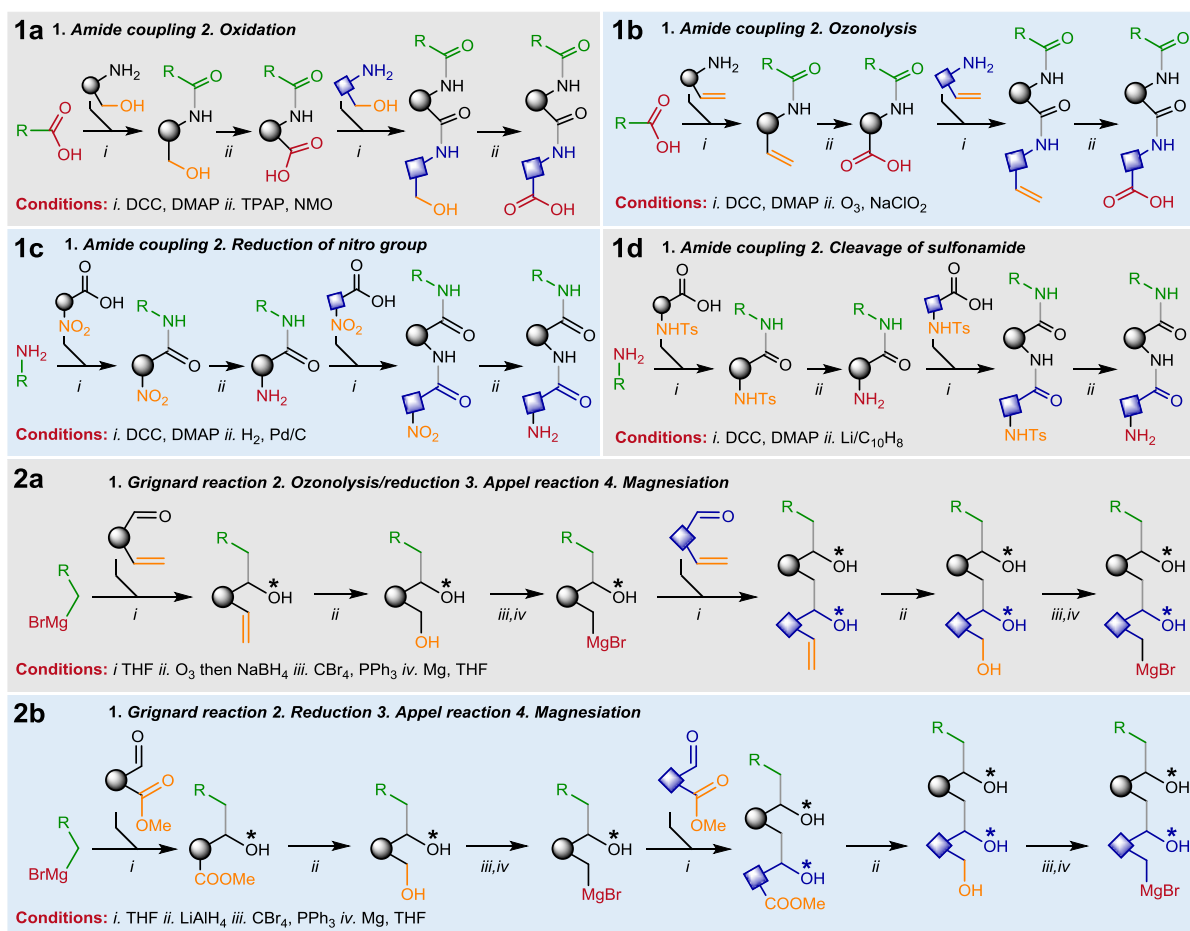 1a 1. Amide coupling 2. Oxidation
R
O
OH
NH₂
OH
i
R
O
NH
OH
ii
R
O
NH
O
HO
NH₂
OH
i
R
O
NH
O
NH
OH
ii
R
O
NH
O
NH
O
OH
Conditions: i. DCC, DMAP ii. TPAP, NMO
1b 1. Amide coupling 2. Ozonolysis
R
O
OH
NH₂
i
R
O
NH
ii
R
O
NH
O
OH
NH₂
i
R
O
NH
O
NH
ii
R
O
NH
O
NH
O
OH
Conditions: i. DCC, DMAP ii. O₃, NaClO₂
1c 1. Amide coupling 2. Reduction of nitro group
NH₂
R
O
OH
NO₂
i
R
NH
O
NO₂
ii
R
NH
O
NH₂
O
OH
NO₂
i
R
NH
O
NH
O
NO₂
ii
R
NH
O
NH
O
NH₂
Conditions: i. DCC, DMAP ii. H₂, Pd/C
1d 1. Amide coupling 2. Cleavage of sulfonamide
NH₂
R
O
OH
NHTs
i
R
NH
O
NHTs
ii
R
NH
O
NH₂
O
OH
NHTs
i
R
NH
O
NH
O
NHTs
ii
R
NH
O
NH
O
NH₂
Conditions: i. DCC, DMAP ii. Li/C₁₀H₈
2a 1. Grignard reaction 2. Ozonolysis/reduction 3. Appel reaction 4. Magnesiation
R
BrMg
O
i
R
*
OH
ii
R
*
OH
OH
iii,iv
R
*
OH
MgBr
O
i
R
*
OH
*
OH
ii
R
*
OH
*
OH
OH
iii,iv
R
*
OH
*
OH
MgBr
Conditions: i THF ii. O₃ then NaBH₄ iii. CBr₄, PPh₃ iv. Mg, THF
2b 1. Grignard reaction 2. Reduction 3. Appel reaction 4. Magnesiation
R
BrMg
O
O
OMe
i
R
*
OH
COOMe
ii
R
*
OH
OH
iii,iv
R
*
OH
MgBr
O
O
OMe
i
R
*
OH
*
OH
COOMe
ii
R
*
OH
*
OH
OH
iii,iv
R
*
OH
*
OH
MgBr
Conditions: i. THF ii. LiAlH₄ iii. CBr₄, PPh₃ iv. Mg, THF